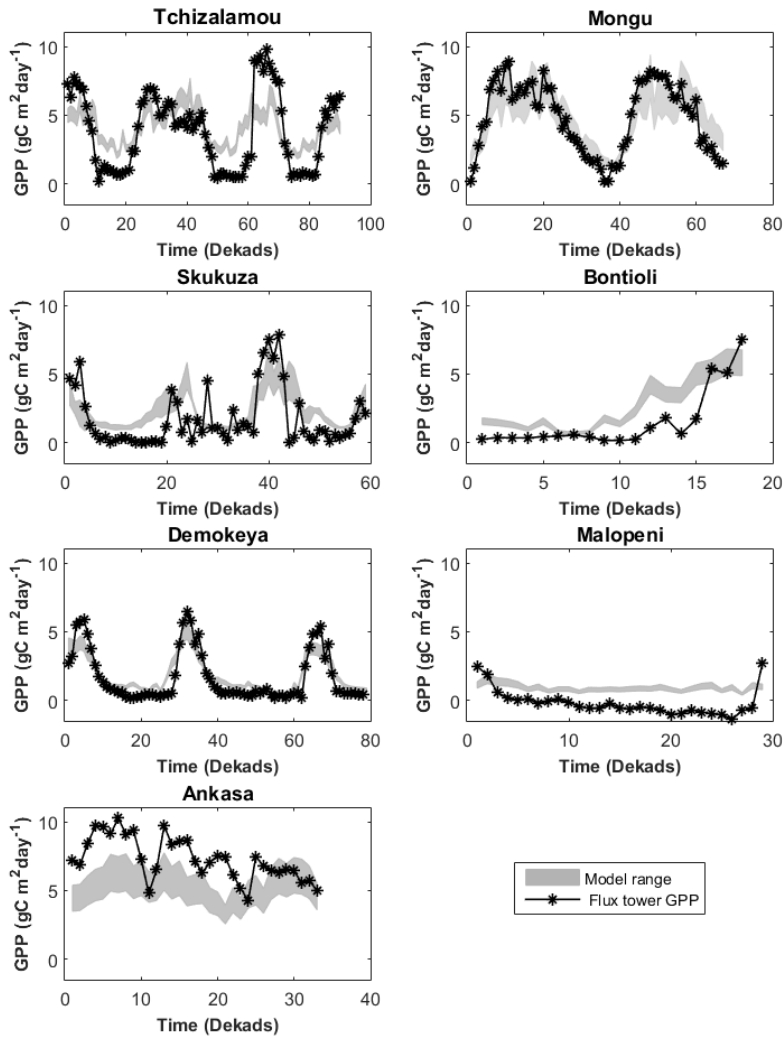 Tchizalamou
GPP (gC m²day⁻¹)
10
5
0
0 20 40 60 80 100
Time (Dekads)
Mongu
GPP (gC m²day⁻¹)
10
5
0
0 20 40 60 80
Time (Dekads)
Skukuza
GPP (gC m²day⁻¹)
10
5
0
0 20 40 60
Time (Dekads)
Bontioli
GPP (gC m²day⁻¹)
10
5
0
0 5 10 15 20
Time (Dekads)
Demokeya
GPP (gC m²day⁻¹)
10
5
0
0 20 40 60 80
Time (Dekads)
Malopeni
GPP (gC m²day⁻¹)
10
5
0
0 10 20 30
Time (Dekads)
Ankasa
GPP (gC m²day⁻¹)
10
5
0
0 10 20 30 40
Time (Dekads)
Model range
Flux tower GPP